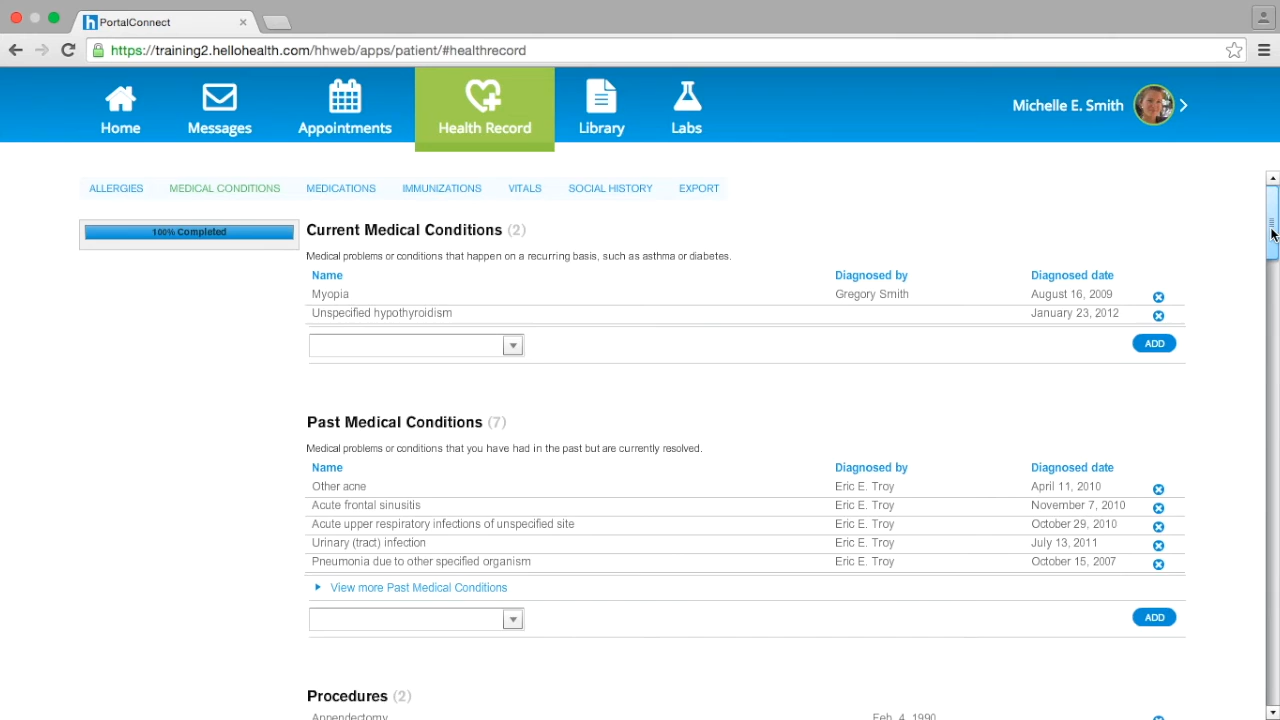 h PortalConnect
https://training2.hellohealth.com/hhweb/apps/patient/#healthrecord
Home Messages Appointments Health Record Library Labs Michelle E. Smith
ALLERGIES MEDICAL CONDITIONS MEDICATIONS IMMUNIZATIONS VITALS SOCIAL HISTORY EXPORT
100% Completed
Current Medical Conditions (2)
Medical problems or conditions that happen on a recurring basis, such as asthma or diabetes.
Name Diagnosed by Diagnosed date
Myopia Gregory Smith August 16, 2009
Unspecified hypothyroidism January 23, 2012
ADD
Past Medical Conditions (7)
Medical problems or conditions that you have had in the past but are currently resolved.
Name Diagnosed by Diagnosed date
Other acne Eric E. Troy April 11, 2010
Acute frontal sinusitis Eric E. Troy November 7, 2010
Acute upper respiratory infections of unspecified site Eric E. Troy October 29, 2010
Urinary (tract) infection Eric E. Troy July 13, 2011
Pneumonia due to other specified organism Eric E. Troy October 15, 2007
View more Past Medical Conditions
ADD
Procedures (2)
Appendectomy Feb. 4, 1990